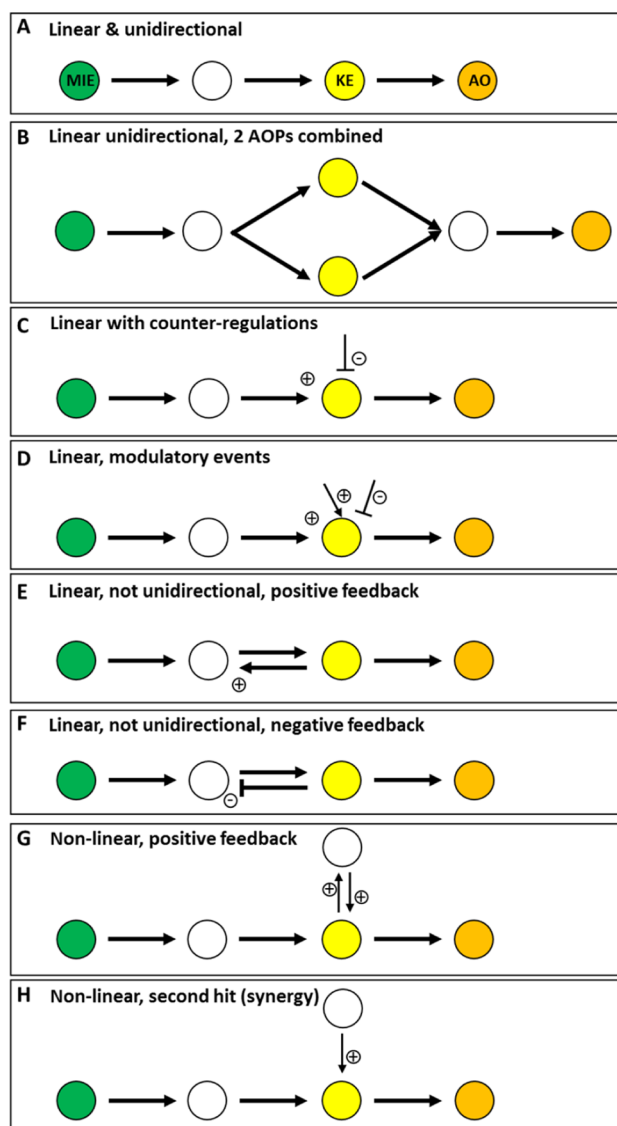 A Linear & unidirectional
MIE KE AO
B Linear unidirectional, 2 AOPs combined
C Linear with counter-regulations
⊖
⊕
D Linear, modulatory events
⊕ ⊖
⊕
E Linear, not unidirectional, positive feedback
⊕
F Linear, not unidirectional, negative feedback
⊖
G Non-linear, positive feedback
⊕ ⊕
H Non-linear, second hit (synergy)
⊕